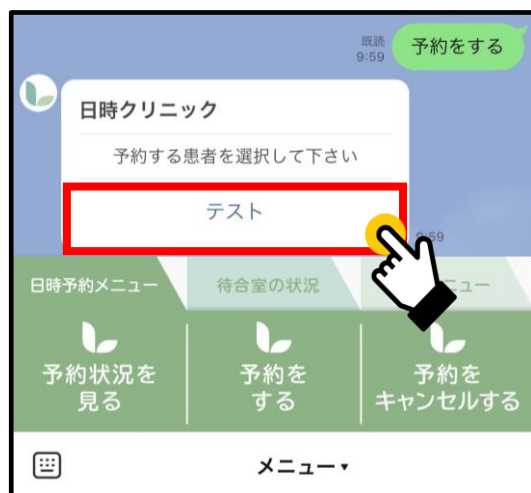 既読
9:59
予約をする
日時クリニック
予約する患者を選択して下さい
テスト
9:59
日時予約メニュー
待合室の状況
ニュー
予約状況を
見る
予約を
する
予約を
キャンセルする
メニュー▾